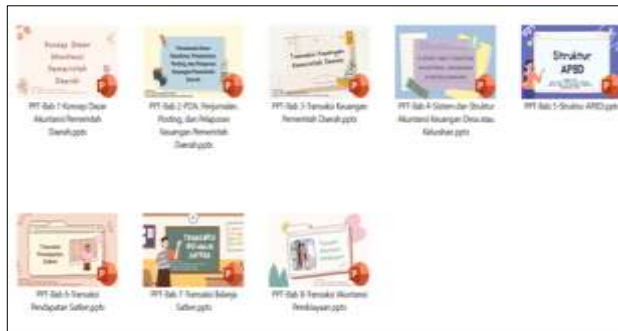 Konsep Dasar
Akuntansi
Pemerintah
Daerah
Transaksi Keuangan
Pemerintah Daerah
Struktur
APBD
PPT-Bab 1-Konsep Dasar
Akuntansi Pemerintah
Daerah.pptx
PPT-Bab 2-PDA, Penjurnalan,
Posting, dan Pelaporan
Keuangan Pemerintah
Daerah.pptx
PPT-Bab 3-Transaksi Keuangan
Pemerintah Daerah.pptx
PPT-Bab 4-Sistem dan Struktur
Akuntansi Keuangan Desa atau
Kelurahan.pptx
PPT-Bab 5-Struktur APBD.pptx
Transaksi
Pendapatan
Satker
TRANSAKSI
BELANJA
SATKER
PPT-Bab 6-Transaksi
Pendapatan Satker.pptx
PPT-Bab 7-Transaksi Belanja
Satker.pptx
PPT-Bab 8-Transaksi Akuntansi
Pembiayaan.pptx